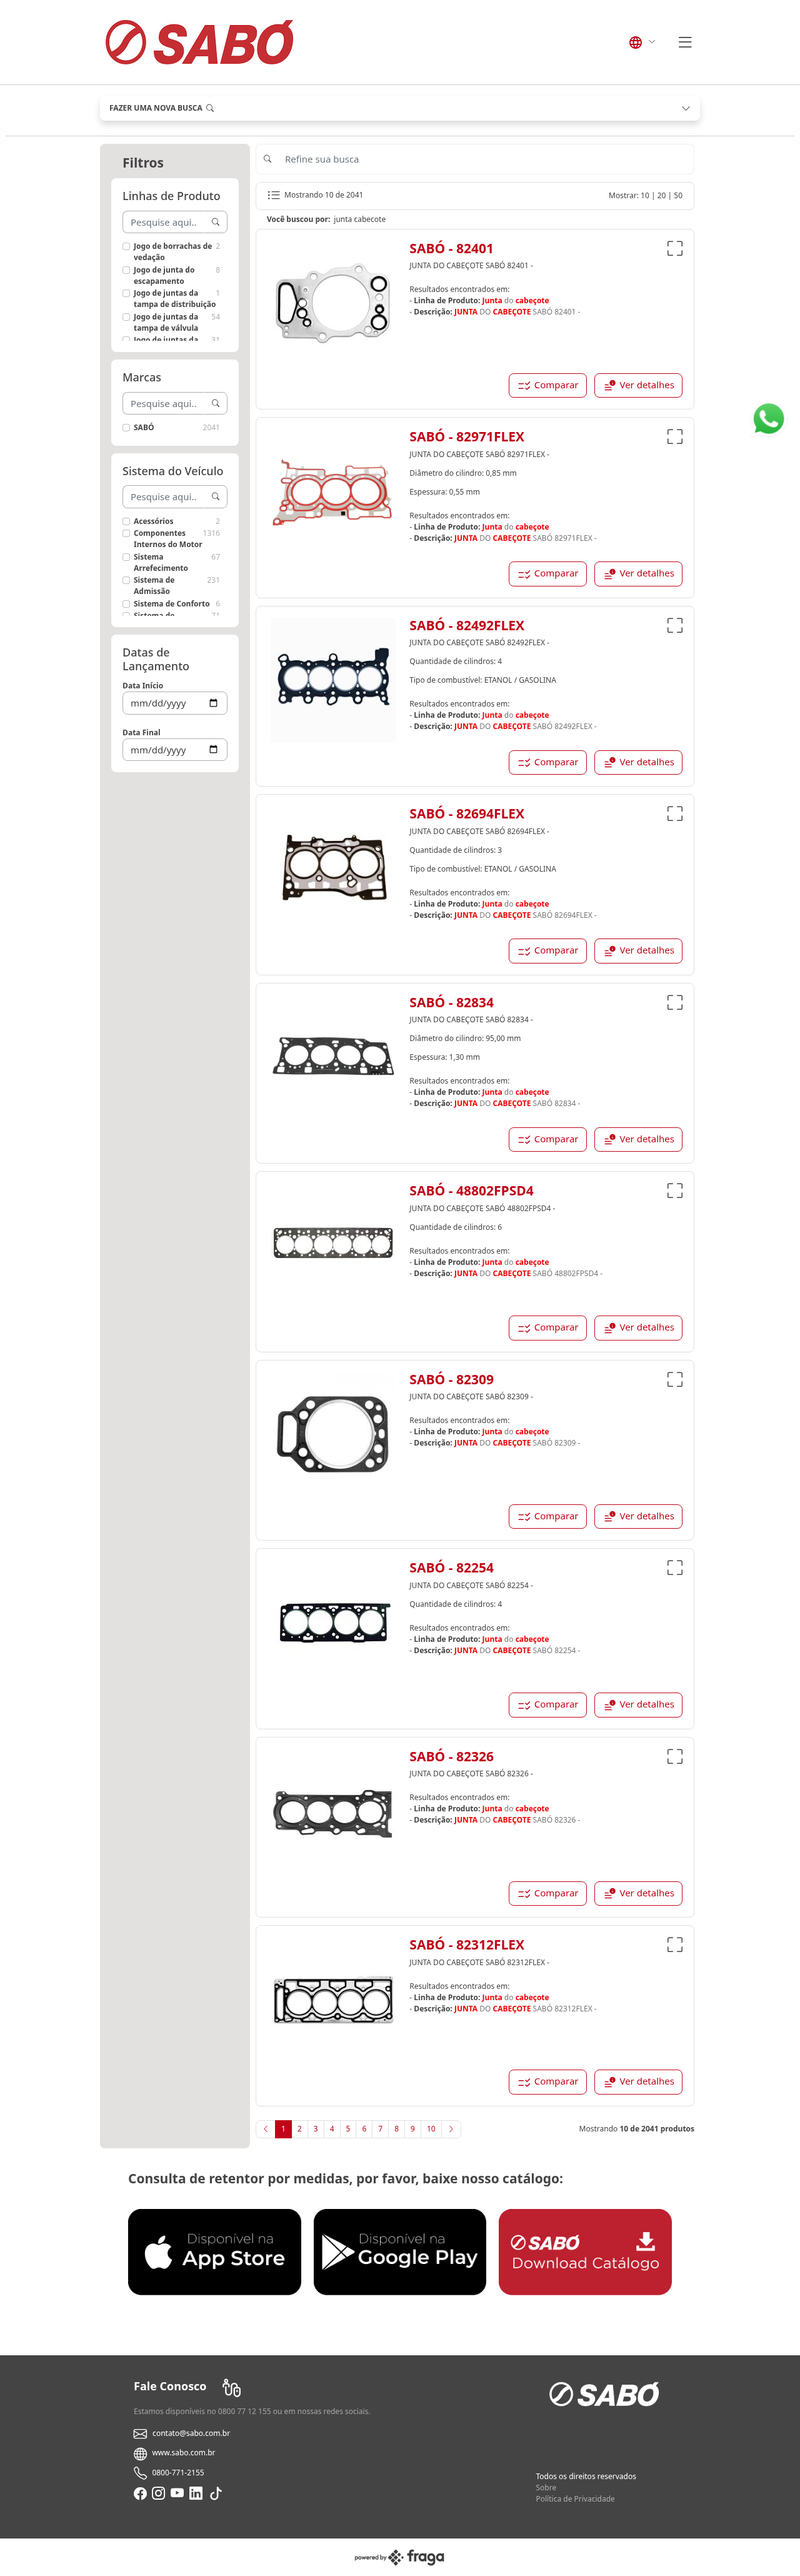 SABÓ
FAZER UMA NOVA BUSCA
Filtros
Linhas de Produto
Pesquise aqui..
Jogo de borrachas de 2
vedação
Jogo de junta do 8
escapamento
Jogo de juntas da 1
tampa de distribuição
Jogo de juntas da 54
tampa de válvula
Jogo de juntas da 31
Marcas
Pesquise aqui..
SABÓ 2041
Sistema do Veículo
Pesquise aqui..
Acessórios 2
Componentes 1316
Internos do Motor
Sistema 67
Arrefecimento
Sistema de 231
Admissão
Sistema de Conforto 6
Sistema de 71
Datas de
Lançamento
Data Início
mm/dd/yyyy
Data Final
mm/dd/yyyy
Refine sua busca
Mostrando 10 de 2041
Mostrar: 10 | 20 | 50
Você buscou por: junta cabecote
SABÓ - 82401
JUNTA DO CABEÇOTE SABÓ 82401 -
Resultados encontrados em:
- Linha de Produto: Junta do cabeçote
- Descrição: JUNTA DO CABEÇOTE SABÓ 82401 -
Comparar
Ver detalhes
SABÓ - 82971FLEX
JUNTA DO CABEÇOTE SABÓ 82971FLEX -
Diâmetro do cilindro: 0,85 mm
Espessura: 0,55 mm
Resultados encontrados em:
- Linha de Produto: Junta do cabeçote
- Descrição: JUNTA DO CABEÇOTE SABÓ 82971FLEX -
Comparar
Ver detalhes
SABÓ - 82492FLEX
JUNTA DO CABEÇOTE SABÓ 82492FLEX -
Quantidade de cilindros: 4
Tipo de combustível: ETANOL / GASOLINA
Resultados encontrados em:
- Linha de Produto: Junta do cabeçote
- Descrição: JUNTA DO CABEÇOTE SABÓ 82492FLEX -
Comparar
Ver detalhes
SABÓ - 82694FLEX
JUNTA DO CABEÇOTE SABÓ 82694FLEX -
Quantidade de cilindros: 3
Tipo de combustível: ETANOL / GASOLINA
Resultados encontrados em:
- Linha de Produto: Junta do cabeçote
- Descrição: JUNTA DO CABEÇOTE SABÓ 82694FLEX -
Comparar
Ver detalhes
SABÓ - 82834
JUNTA DO CABEÇOTE SABÓ 82834 -
Diâmetro do cilindro: 95,00 mm
Espessura: 1,30 mm
Resultados encontrados em:
- Linha de Produto: Junta do cabeçote
- Descrição: JUNTA DO CABEÇOTE SABÓ 82834 -
Comparar
Ver detalhes
SABÓ - 48802FPSD4
JUNTA DO CABEÇOTE SABÓ 48802FPSD4 -
Quantidade de cilindros: 6
Resultados encontrados em:
- Linha de Produto: Junta do cabeçote
- Descrição: JUNTA DO CABEÇOTE SABÓ 48802FPSD4 -
Comparar
Ver detalhes
SABÓ - 82309
JUNTA DO CABEÇOTE SABÓ 82309 -
Resultados encontrados em:
- Linha de Produto: Junta do cabeçote
- Descrição: JUNTA DO CABEÇOTE SABÓ 82309 -
Comparar
Ver detalhes
SABÓ - 82254
JUNTA DO CABEÇOTE SABÓ 82254 -
Quantidade de cilindros: 4
Resultados encontrados em:
- Linha de Produto: Junta do cabeçote
- Descrição: JUNTA DO CABEÇOTE SABÓ 82254 -
Comparar
Ver detalhes
SABÓ - 82326
JUNTA DO CABEÇOTE SABÓ 82326 -
Resultados encontrados em:
- Linha de Produto: Junta do cabeçote
- Descrição: JUNTA DO CABEÇOTE SABÓ 82326 -
Comparar
Ver detalhes
SABÓ - 82312FLEX
JUNTA DO CABEÇOTE SABÓ 82312FLEX -
Resultados encontrados em:
- Linha de Produto: Junta do cabeçote
- Descrição: JUNTA DO CABEÇOTE SABÓ 82312FLEX -
Comparar
Ver detalhes
1 2 3 4 5 6 7 8 9 10
Mostrando 10 de 2041 produtos
Consulta de retentor por medidas, por favor, baixe nosso catálogo:
Disponível na
App Store
Disponível na
Google Play
SABÓ
Download Catálogo
Fale Conosco
Estamos disponíveis no 0800 77 12 155 ou em nossas redes sociais.
contato@sabo.com.br
www.sabo.com.br
0800-771-2155
SABÓ
Todos os direitos reservados
Sobre
Política de Privacidade
powered by fraga